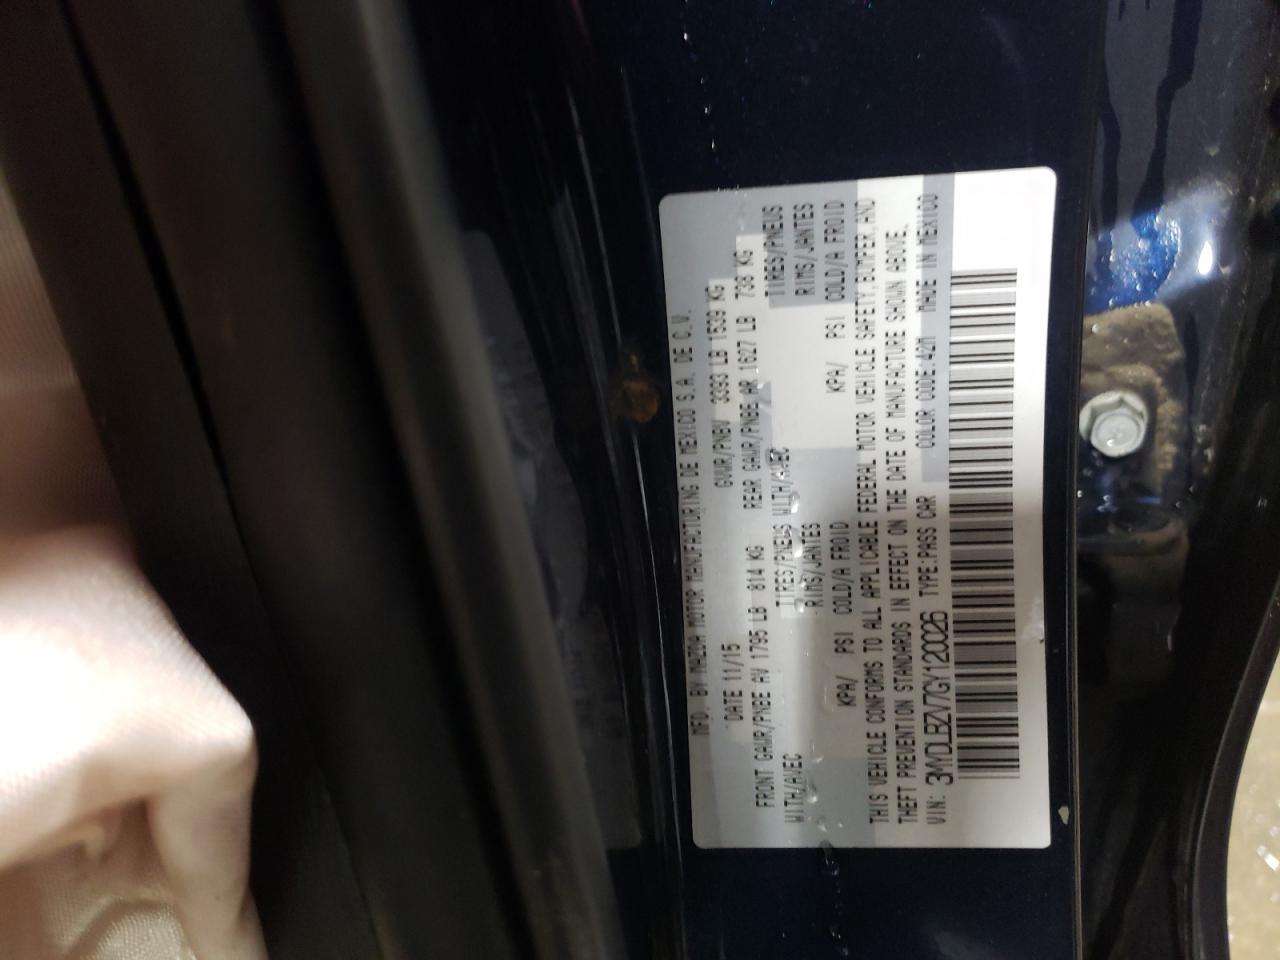 MFD. BY MAZDA MOTOR MANUFACTURING DE MEXICO S.A. DE C.V.
DATE 11/15 GVWR/PNBV 3393 LB 1539 KG
FRONT GAWR/PNBE AV 1795 LB 814 KG REAR GAWR/PNBE AR 1627 LB 738 KG
WITH/AVEC TIRES/PNEUS WITH/AVEC TIRES/PNEUS
RIMS/JANTES RIMS/JANTES
KPA/ PSI COLD/A FROID KPA/ PSI COLD/A FROID
THIS VEHICLE CONFORMS TO ALL APPLICABLE FEDERAL MOTOR VEHICLE SAFETY,BUMPER,AND
THEFT PREVENTION STANDARDS IN EFFECT ON THE DATE OF MANUFACTURE SHOWN ABOVE.
VIN: 3MYDLBZV7GY120026 TYPE:PASS CAR COLOR CODE:42M MADE IN MEXICO